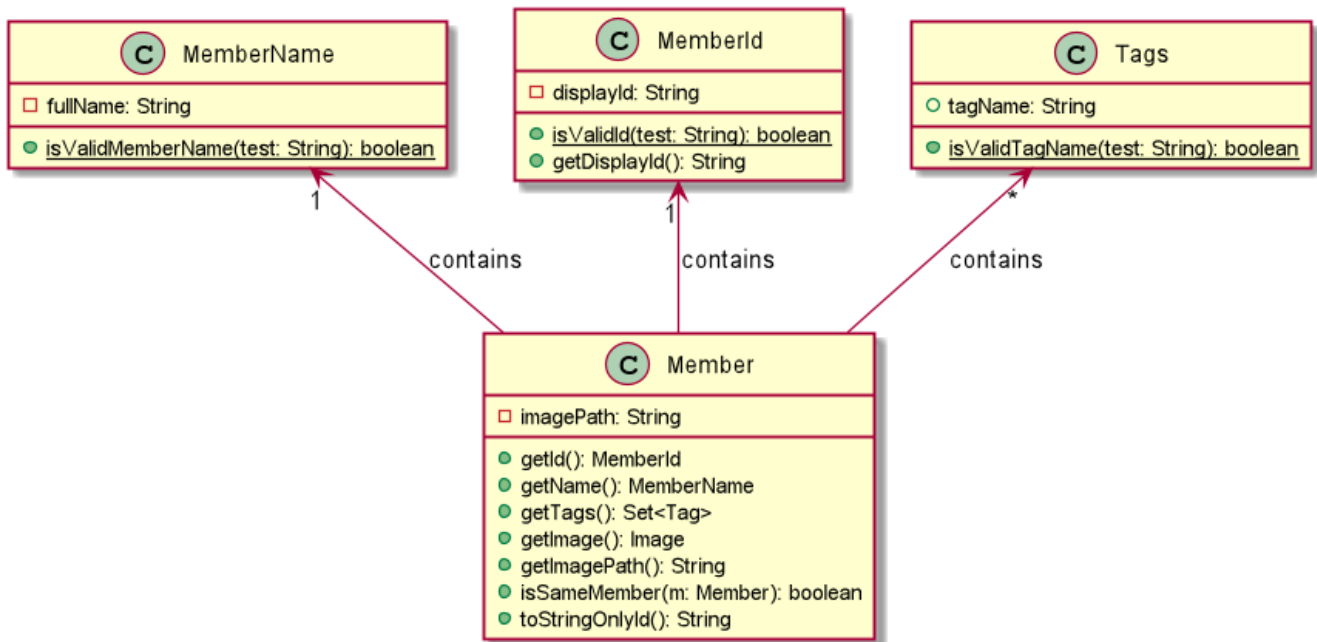 C MemberName
fullName: String
isValidMemberName(test: String): boolean
C MemberId
displayId: String
isValidId(test: String): boolean
getDisplayId(): String
C Tags
tagName: String
isValidTagName(test: String): boolean
1
1
*
contains
contains
contains
C Member
imagePath: String
getId(): MemberId
getName(): MemberName
getTags(): Set<Tag>
getImage(): Image
getImagePath(): String
isSameMember(m: Member): boolean
toStringOnlyId(): String